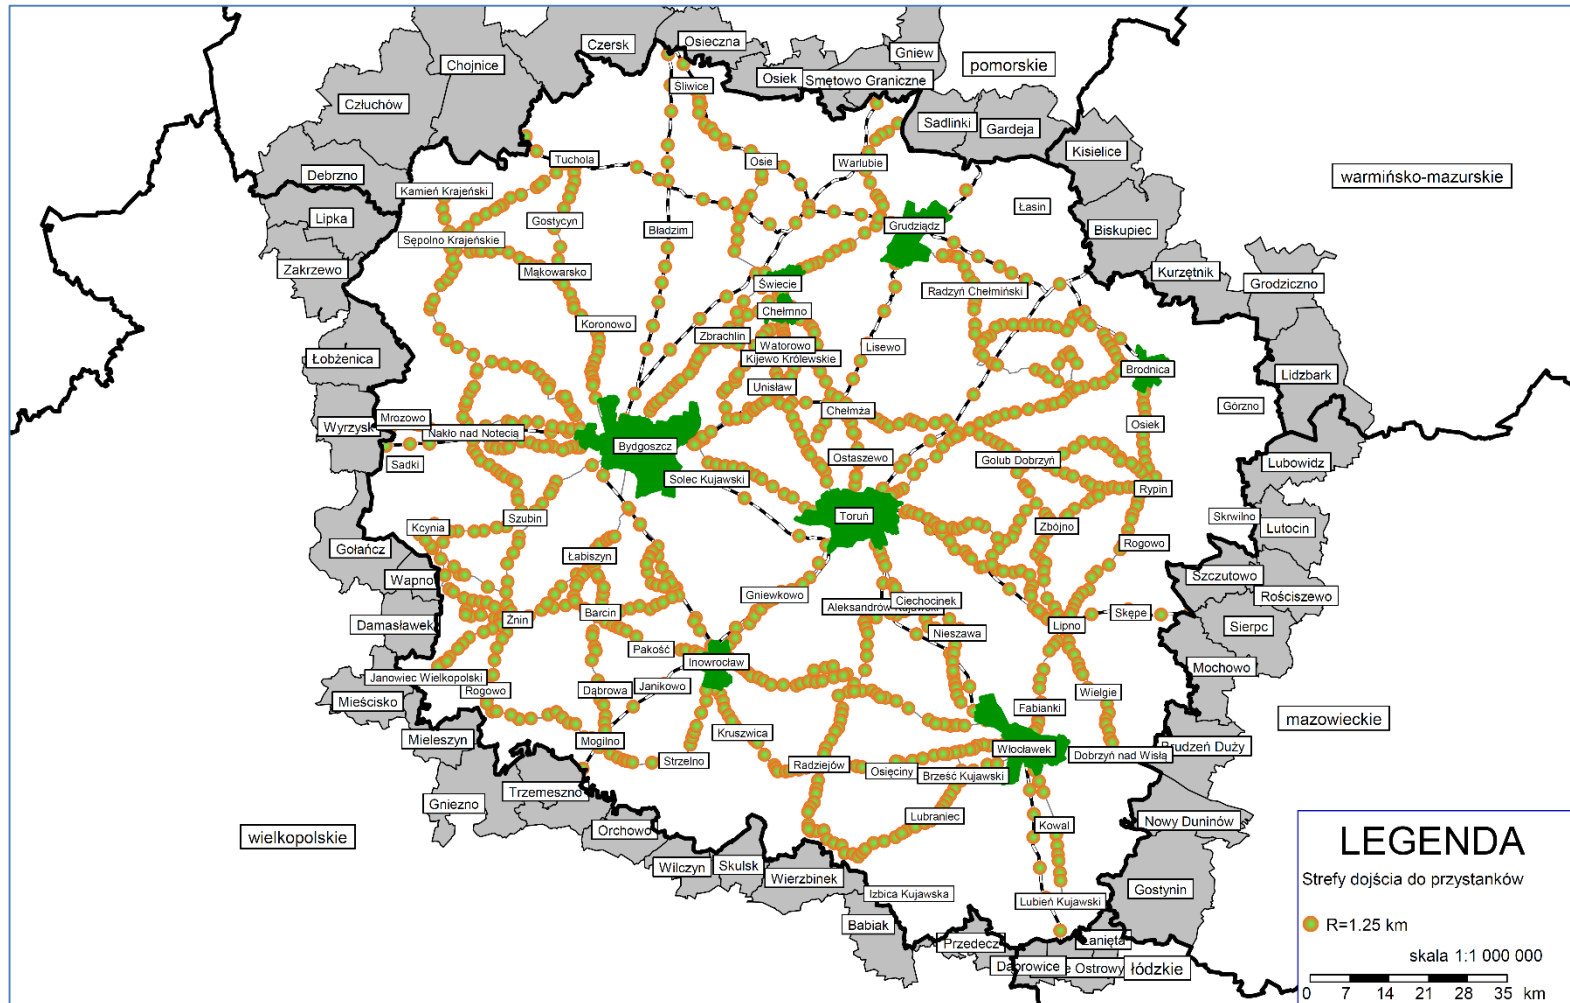 Czersk
Osieczna
Gniew
Chojnice
pomorskie
Osiek
Smętowo Graniczne
Śliwice
Człuchów
Sadlinki
Gardeja
Kisielice
Tuchola
Osie
Warlubie
Debrzno
warmińsko-mazurskie
Kamień Krajeński
Lipka
Gostycyn
Łasin
Bładzim
Grudziądz
Biskupiec
Sępolno Krajeńskie
Zakrzewo
Mąkowarsko
Kurzętnik
Świecie
Grodziczno
Radzyń Chełmiński
Chełmno
Koronowo
Zbrachlin
Watorowo
Lisewo
Łobżenica
Kijewo Królewskie
Brodnica
Lidzbark
Unisław
Górzno
Chełmża
Mrozowo
Wyrzysk
Nakło nad Notecią
Osiek
Bydgoszcz
Sadki
Ostaszewo
Golub Dobrzyń
Lubowidz
Solec Kujawski
Rypin
Toruń
Szubin
Skrwilno
Kcynia
Zbójno
Lutocin
Rogowo
Gołańcz
Łabiszyn
Wapno
Szczutowo
Rościszewo
Gniewkowo
Ciechocinek
Aleksandrów Kujawski
Barcin
Skępe
Żnin
Damasławek
Lipno
Sierpc
Nieszawa
Pakość
Inowrocław
Mochowo
Janowiec Wielkopolski
Rogowo
Dąbrowa
Janikowo
Wielgie
Mieścisko
Fabianki
mazowieckie
Kruszwica
Mieleszyn
Mogilno
Włocławek
Brudzeń Duży
Dobrzyń nad Wisłą
Strzelno
Radziejów
Osięciny
Brześć Kujawski
Trzemeszno
Gniezno
Lubraniec
Nowy Duninów
Kowal
Orchowo
wielkopolskie
Wilczyn
Skulsk
Wierzbinek
Gostynin
Izbica Kujawska
Lubień Kujawski
Babiak
Przedecz
Łanięta
Dąbrowice
e Ostrowy
łódzkie
LEGENDA
Strefy dojścia do przystanków
R=1.25 km
skala 1:1 000 000
0 7 14 21 28 35 km